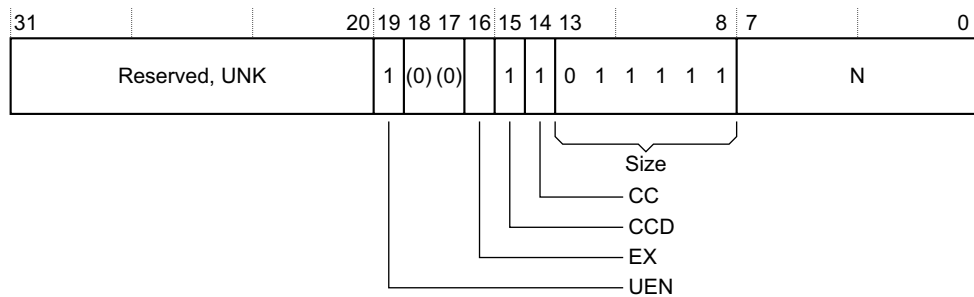 31 20 19 18 17 16 15 14 13 8 7 0
Reserved, UNK 1 (0) (0) 1 1 0 1 1 1 1 1 N
Size
CC
CCD
EX
UEN